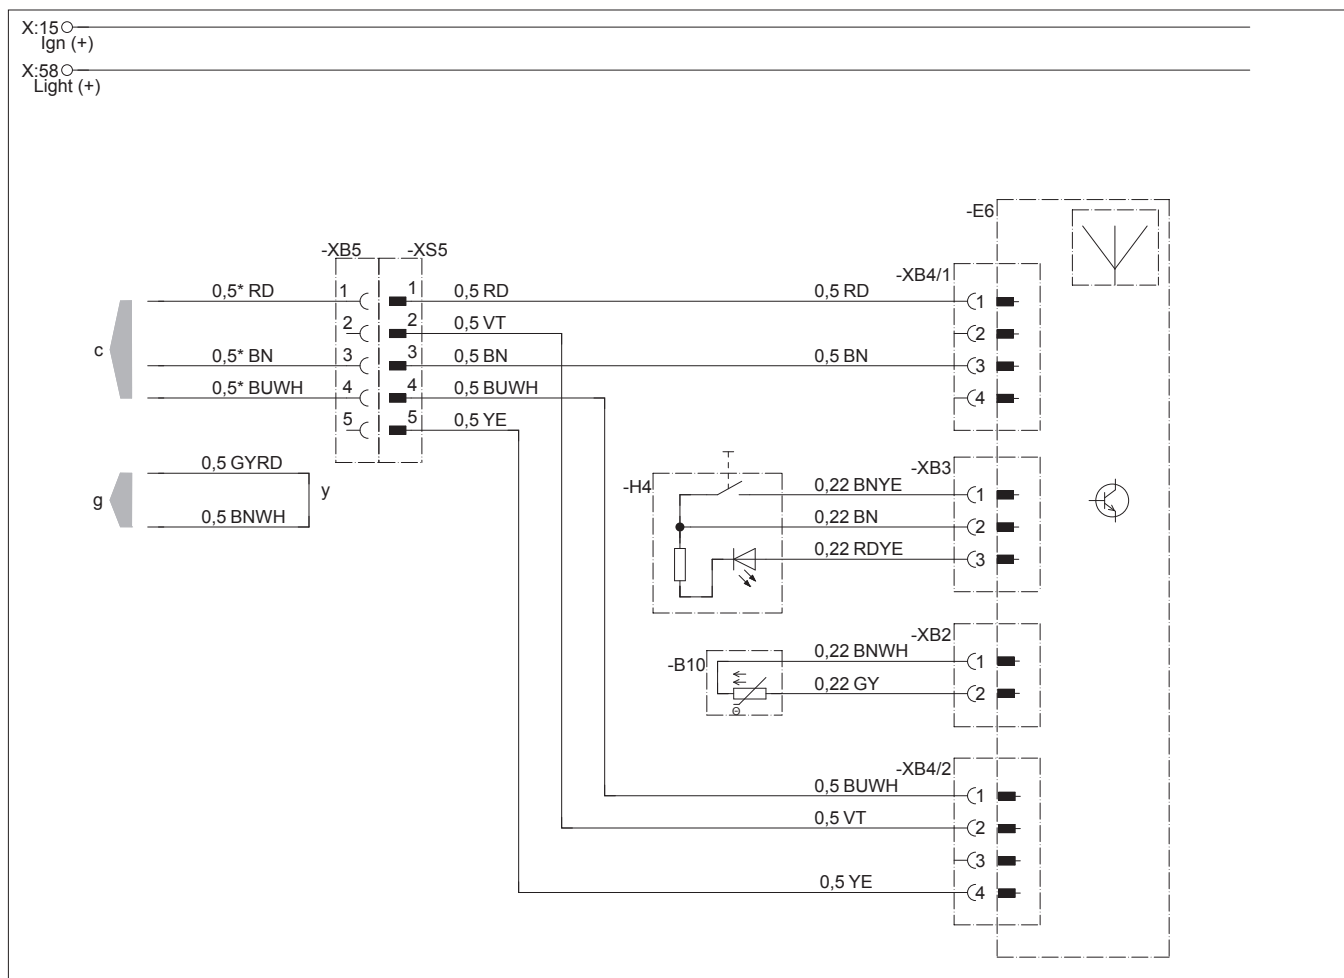 X:15
Ign (+)
X:58
Light (+)
-E6
-XB5 -XS5
-XB4/1
0,5* RD 1 1 0,5 RD 0,5 RD 1
2 2 0,5 VT 2
c 0,5* BN 3 3 0,5 BN 0,5 BN 3
0,5* BUWH 4 4 0,5 BUWH 4
5 5 0,5 YE
0,5 GYRD
g y
0,5 BNWH
-H4 -XB3
0,22 BNYE 1
0,22 BN 2
0,22 RDYE 3
-XB2
-B10 0,22 BNWH 1
0,22 GY 2
Θ
-XB4/2
0,5 BUWH 1
0,5 VT 2
3
0,5 YE 4